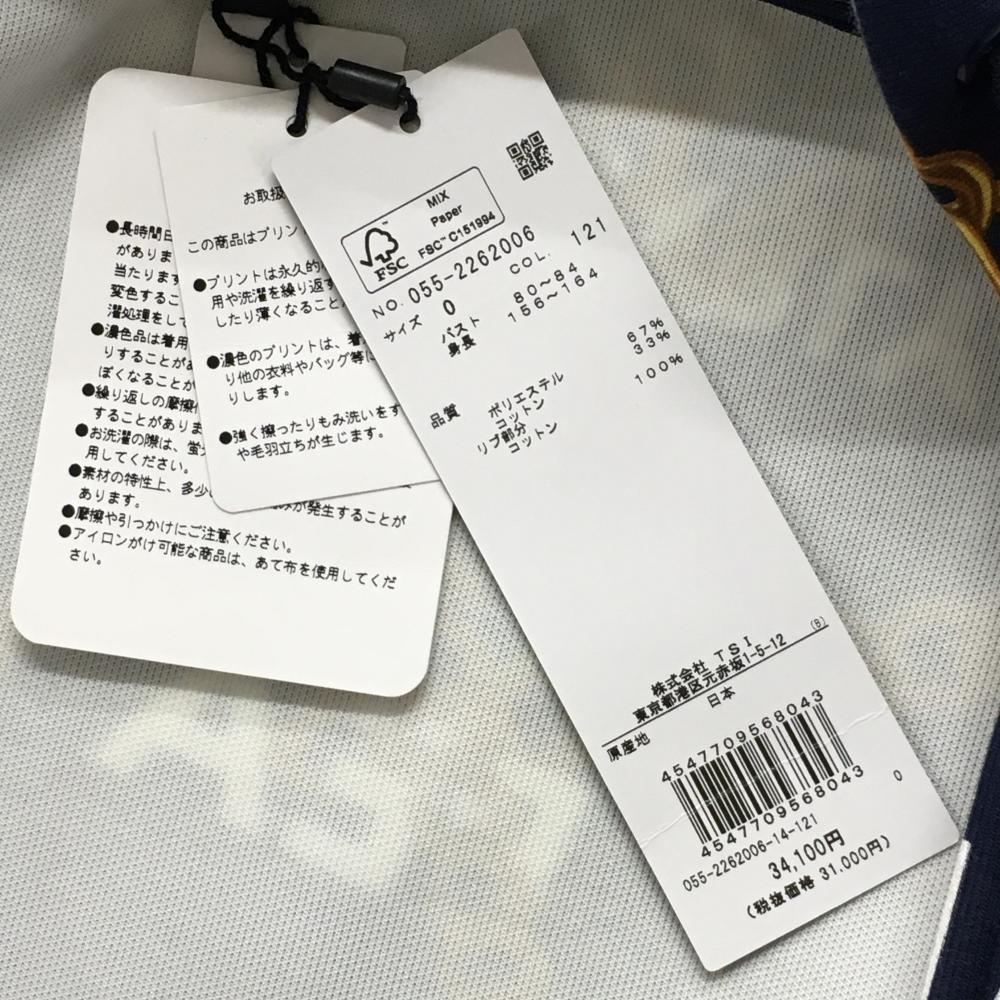 ●長時間日
がありま
当たります
変色するこ
濯処理をして
●濃色品は着用
りすることがあ
ぽくなることが
●繰り返しの摩擦
することがありま
●お洗濯の際は、蛍光
用してください。
●素材の特性上、多少の
みが発生することが
あります。
●摩擦や引っかけにご注意ください。
●アイロンがけ可能な商品は、あて布を使用してくだ
さい。
お取扱
この商品はプリン
●プリントは永久的
用や洗濯を繰り返す
したり薄くなること
●濃色のプリントは、着
り他の衣料やバッグ等に
りします。
●強く擦ったりもみ洗いをす
や毛羽立ちが生じます。
FSC
MIX
Paper
FSC™ C151994
NO. 055-2262006
サイズ 0 COL. 121
バスト 80~84
身長 156~164
品質 ポリエステル 67%
コットン 33%
リブ部分
コットン 100%
株式会社 TSI
東京都港区元赤坂1-5-12 (B)
原産地 日本
4547709568043
4547709568043
055-2262006-14-121 0
34,100円
(税抜価格 31,000円)